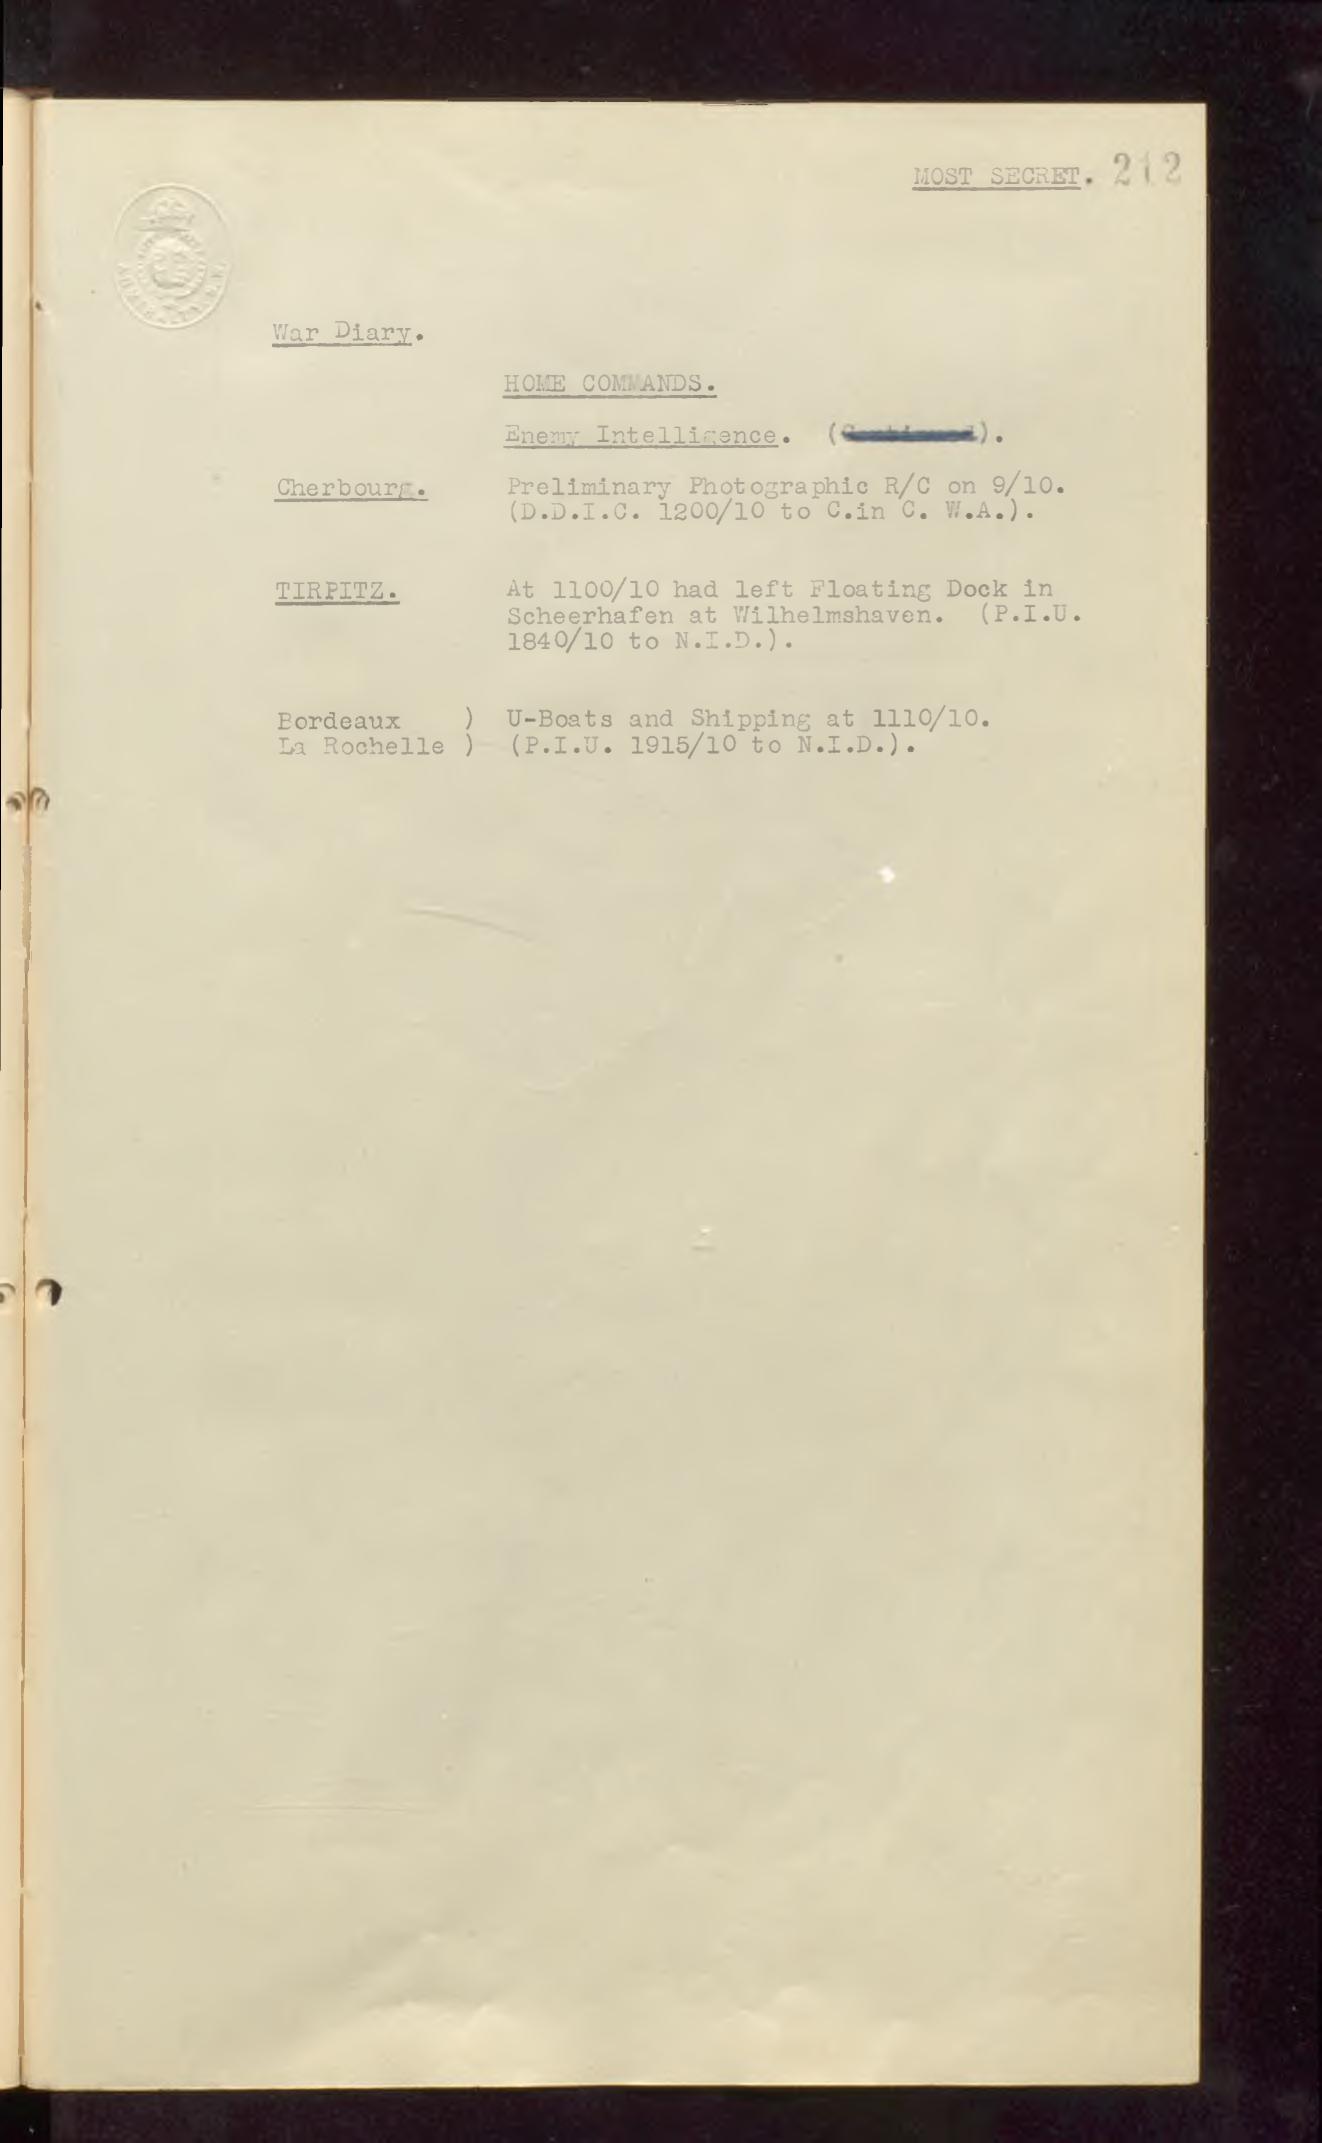 MOST SECRET. 212
War Diary.
HOME COMMANDS.
Enemy Intelligence. (Continued).
Cherbourg. Preliminary Photographic R/C on 9/10.
(D.D.I.C. 1200/10 to C.in C. W.A.).
TIRPITZ. At 1100/10 had left Floating Dock in
Scheerhafen at Wilhelmshaven. (P.I.U.
1840/10 to N.I.D.).
Bordeaux ) U-Boats and Shipping at 1110/10.
La Rochelle ) (P.I.U. 1915/10 to N.I.D.).